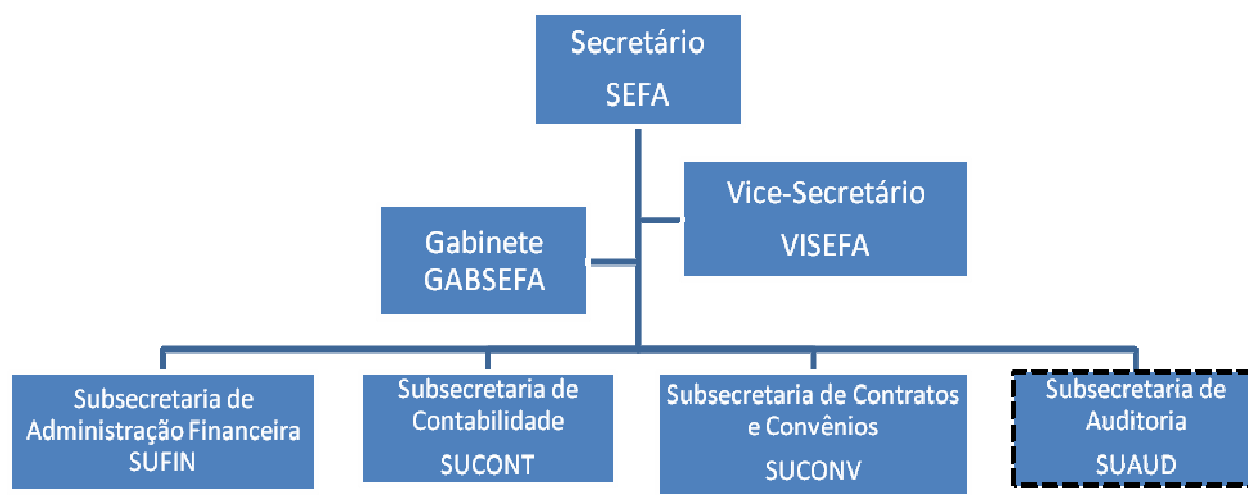 Secretário
SEFA
Vice-Secretário
VISEFA
Gabinete
GABSEFA
Subsecretaria de
Administração Financeira
SUFIN
Subsecretaria de
Contabilidade
SUCONT
Subsecretaria de Contratos
e Convênios
SUCONV
Subsecretaria de
Auditoria
SUAUD